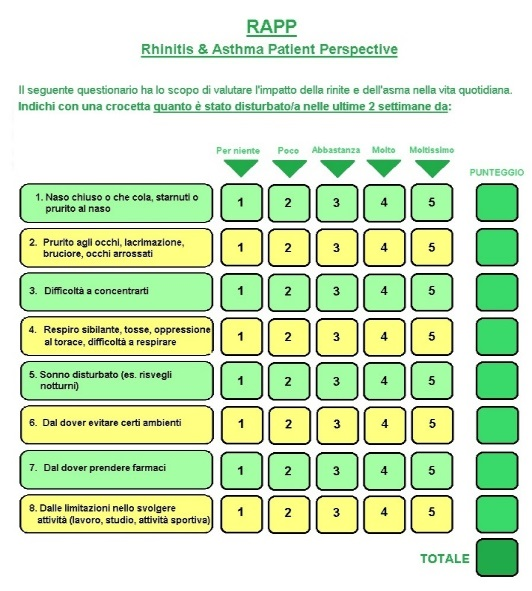 RAPP
Rhinitis & Asthma Patient Perspective
Il seguente questionario ha lo scopo di valutare l'impatto della rinite e dell'asma nella vita quotidiana.
Indichi con una crocetta quanto è stato disturbato/a nelle ultime 2 settimane da:
Per niente Poco Abbastanza Molto Moltissimo
PUNTEGGIO
1. Naso chiuso o che cola, starnuti o
prurito al naso
1 2 3 4 5
2. Prurito agli occhi, lacrimazione,
bruciore, occhi arrossati
1 2 3 4 5
3. Difficoltà a concentrarti
1 2 3 4 5
4. Respiro sibilante, tosse, oppressione
al torace, difficoltà a respirare
1 2 3 4 5
5. Sonno disturbato (es. risvegli
notturni)
1 2 3 4 5
6. Dal dover evitare certi ambienti
1 2 3 4 5
7. Dal dover prendere farmaci
1 2 3 4 5
8. Dalle limitazioni nello svolgere
attività (lavoro, studio, attività sportiva)
1 2 3 4 5
TOTALE